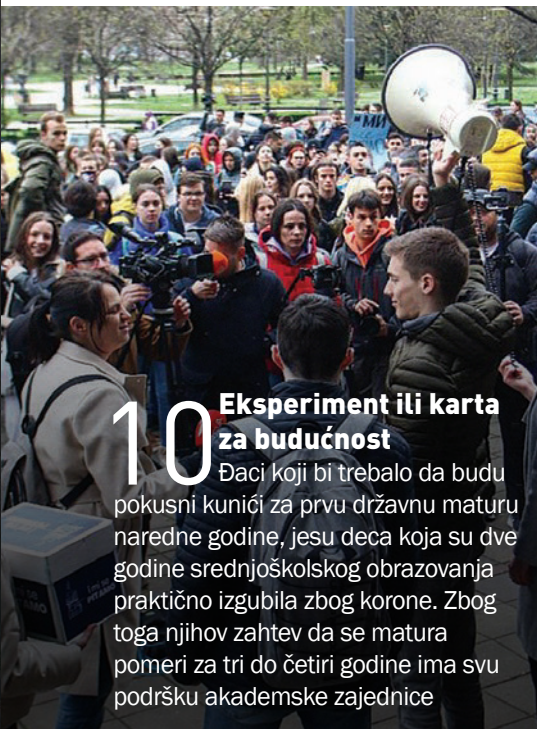 "МИ
10
Eksperiment ili karta
za budućnost
Đaci koji bi trebalo da budu
pokusni kunići za prvu državnu maturu
naredne godine, jesu deca koja su dve
godine srednjoškolskog obrazovanja
praktično izgubila zbog korone. Zbog
toga njihov zahtev da se matura
pomeri za tri do četiri godine ima svu
podršku akademske zajednice